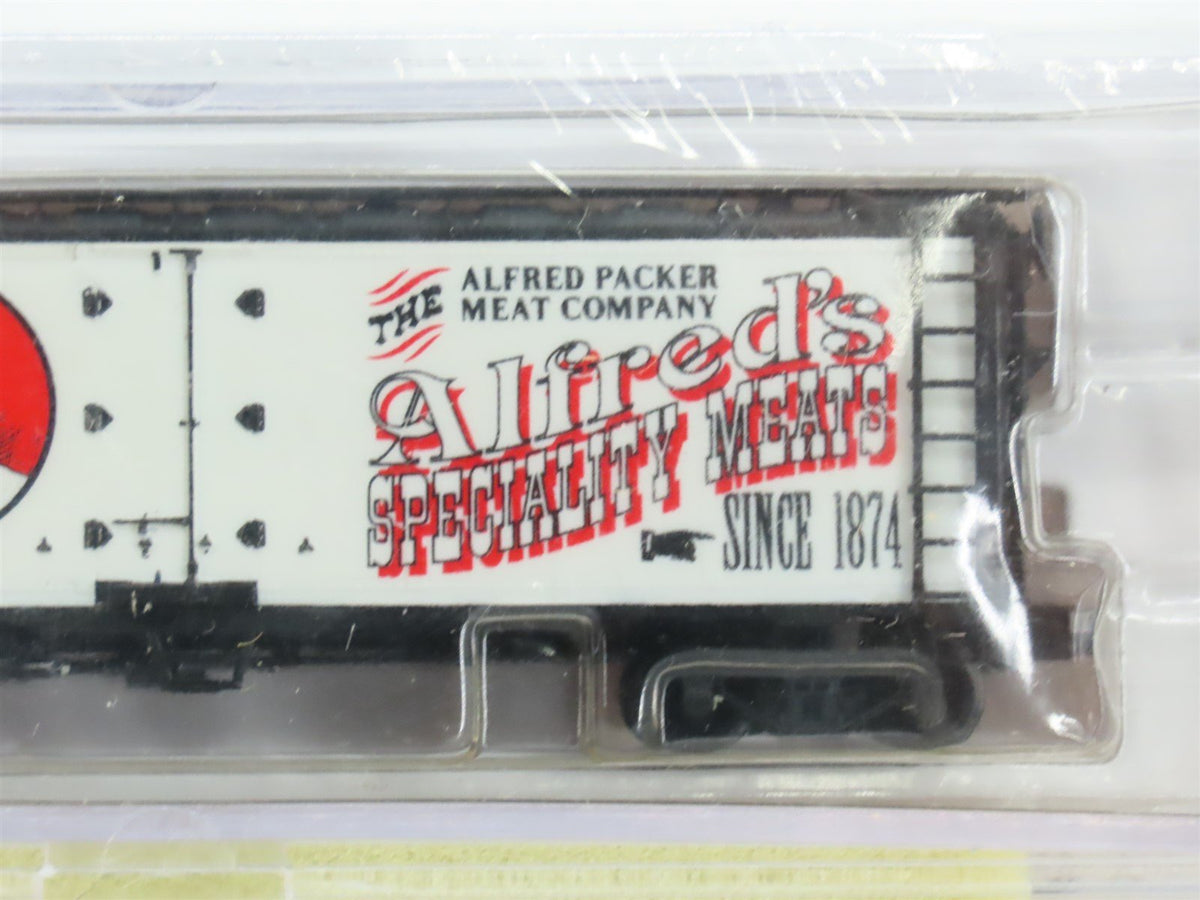 THE
ALFRED PACKER
MEAT COMPANY
Alfred's
SPECIALITY MEATS
SINCE 1874